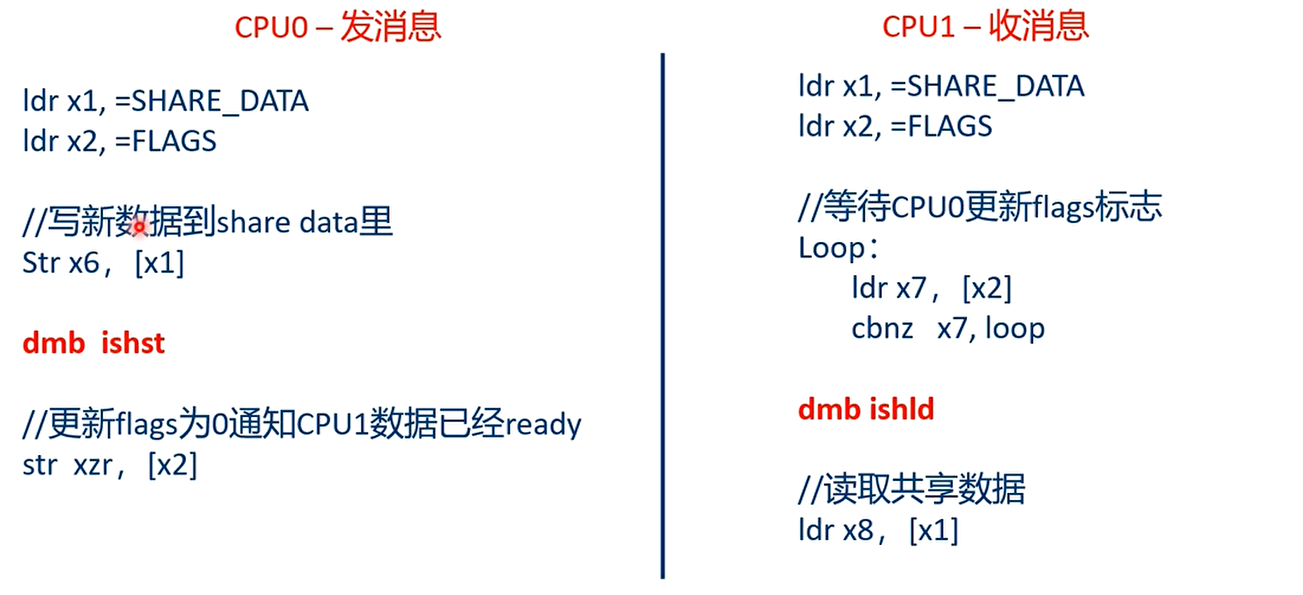 CPU0 – 发消息
ldr x1, =SHARE_DATA
ldr x2, =FLAGS
//写新数据到share data里
Str x6，[x1]
dmb ishst
//更新flags为0通知CPU1数据已经ready
str xzr，[x2]
CPU1 – 收消息
ldr x1, =SHARE_DATA
ldr x2, =FLAGS
//等待CPU0更新flags标志
Loop：
ldr x7，[x2]
cbnz x7, loop
dmb ishld
//读取共享数据
ldr x8，[x1]